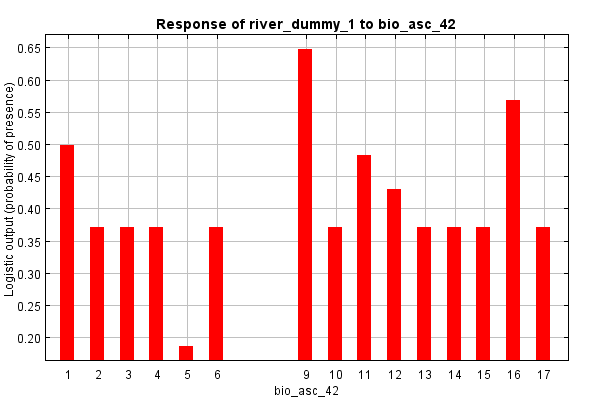 Response of river_dummy_1 to bio_asc_42
Logistic output (probability of presence)
0.65
0.60
0.55
0.50
0.45
0.40
0.35
0.30
0.25
0.20
1 2 3 4 5 6 9 10 11 12 13 14 15 16 17
bio_asc_42